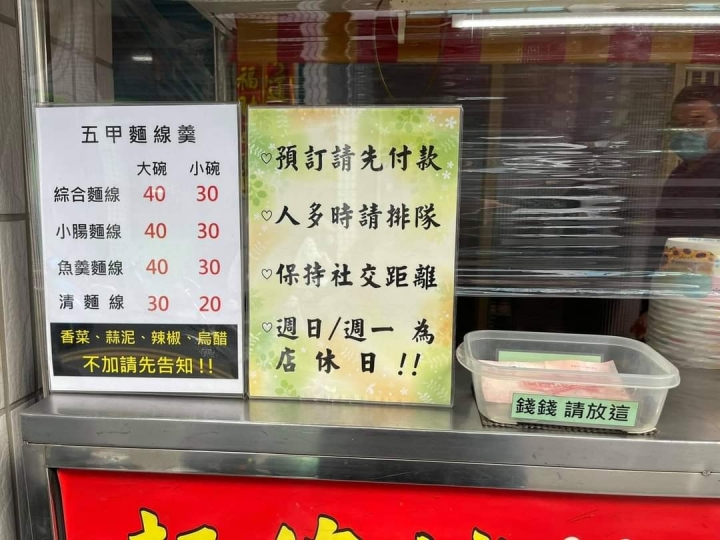 福
五甲麵線羹
大碗 小碗
綜合麵線 40 30
小腸麵線 40 30
魚羹麵線 40 30
清麵線 30 20
香菜、蒜泥、辣椒、烏醋
不加請先告知!!
♡預訂請先付款
♡人多時請排隊
♡保持社交距離
♡週日/週一 為
店休日!!
錢錢 請放這